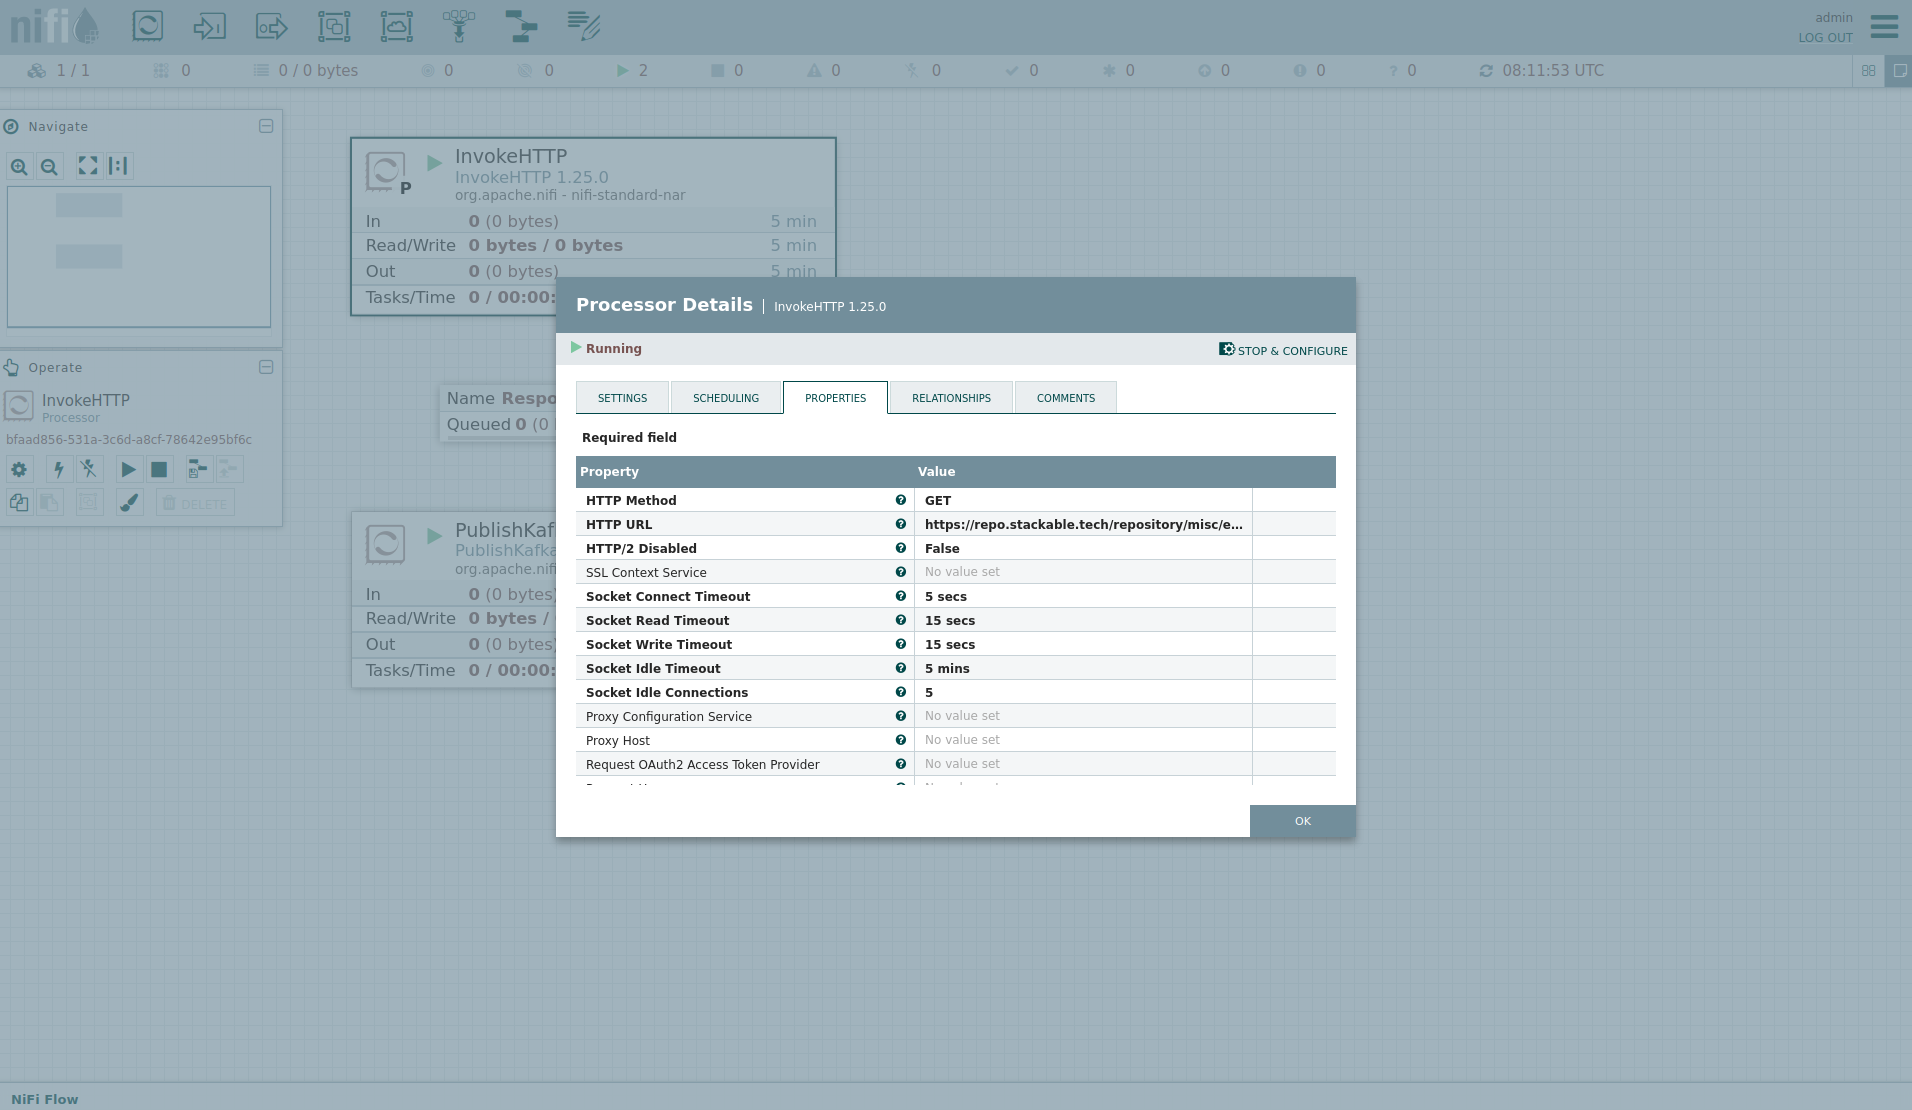 nifi
admin
LOG OUT
1 / 1 0 0 / 0 bytes 0 0 2 0 0 0 0 0 0 0 ? 0 08:11:53 UTC
Navigate
Operate
InvokeHTTP
Processor
bfaad856-531a-3c6d-a8cf-78642e95bf6c
DELETE
InvokeHTTP
InvokeHTTP 1.25.0
org.apache.nifi - nifi-standard-nar
P
In 0 (0 bytes) 5 min
Read/Write 0 bytes / 0 bytes 5 min
Out 0 (0 bytes) 5 min
Tasks/Time 0 / 00:00:
Name Respo
Queued 0 (0
PublishKaf
PublishKafka
org.apache.nifi
In 0 (0 bytes)
Read/Write 0 bytes /
Out 0 (0 bytes)
Tasks/Time 0 / 00:00:
Processor Details | InvokeHTTP 1.25.0
Running
STOP & CONFIGURE
SETTINGS SCHEDULING PROPERTIES RELATIONSHIPS COMMENTS
Required field
Property Value
HTTP Method ? GET
HTTP URL ? https://repo.stackable.tech/repository/misc/e...
HTTP/2 Disabled ? False
SSL Context Service ? No value set
Socket Connect Timeout ? 5 secs
Socket Read Timeout ? 15 secs
Socket Write Timeout ? 15 secs
Socket Idle Timeout ? 5 mins
Socket Idle Connections ? 5
Proxy Configuration Service ? No value set
Proxy Host ? No value set
Request OAuth2 Access Token Provider ? No value set
No value set
OK
NiFi Flow